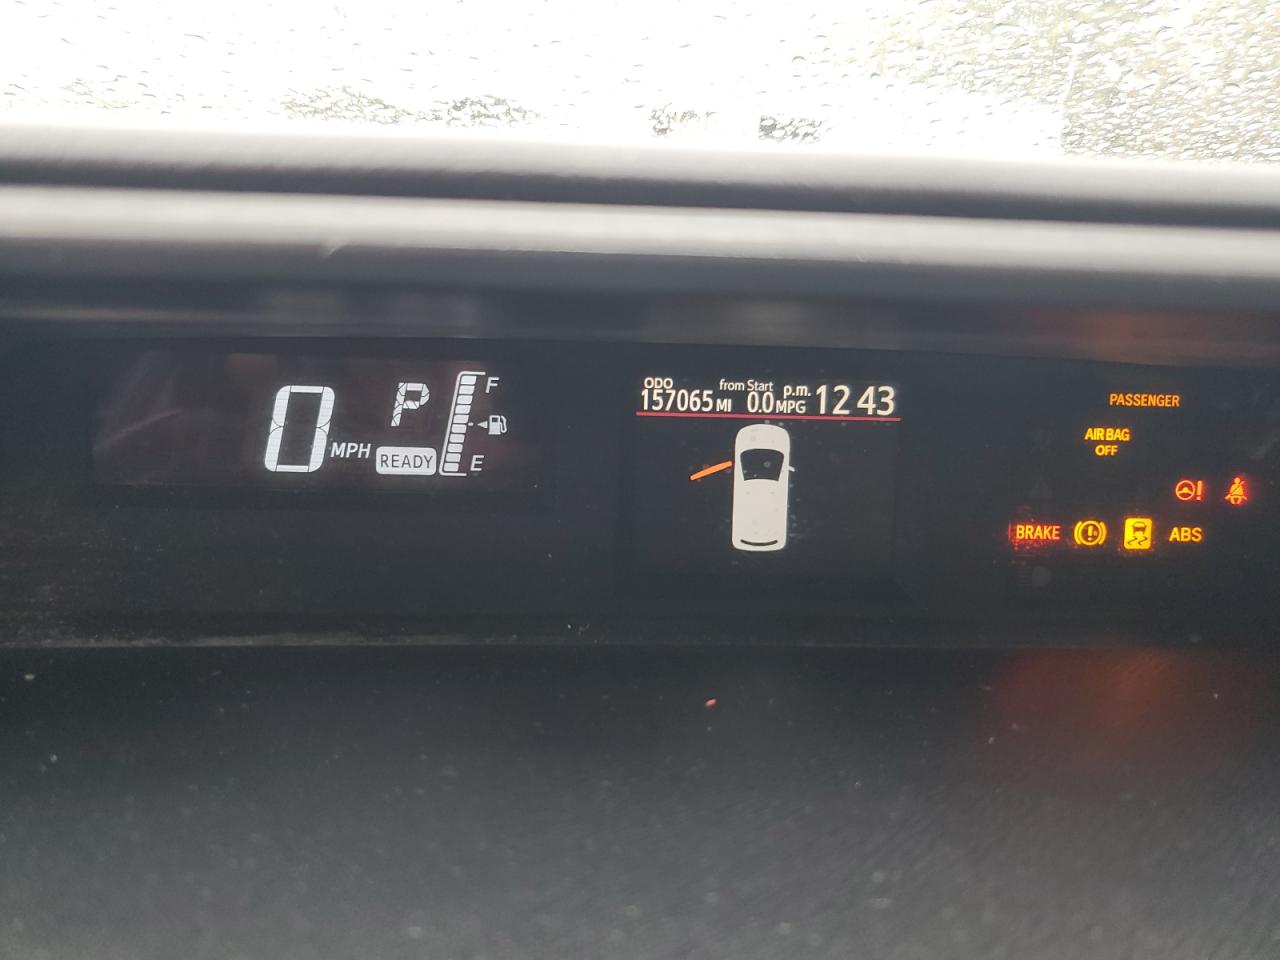 0 MPH
P
READY
F
E
ODO from Start p.m.
157065 MI 0.0 MPG 12 43
PASSENGER
AIR BAG
OFF
BRAKE
ABS